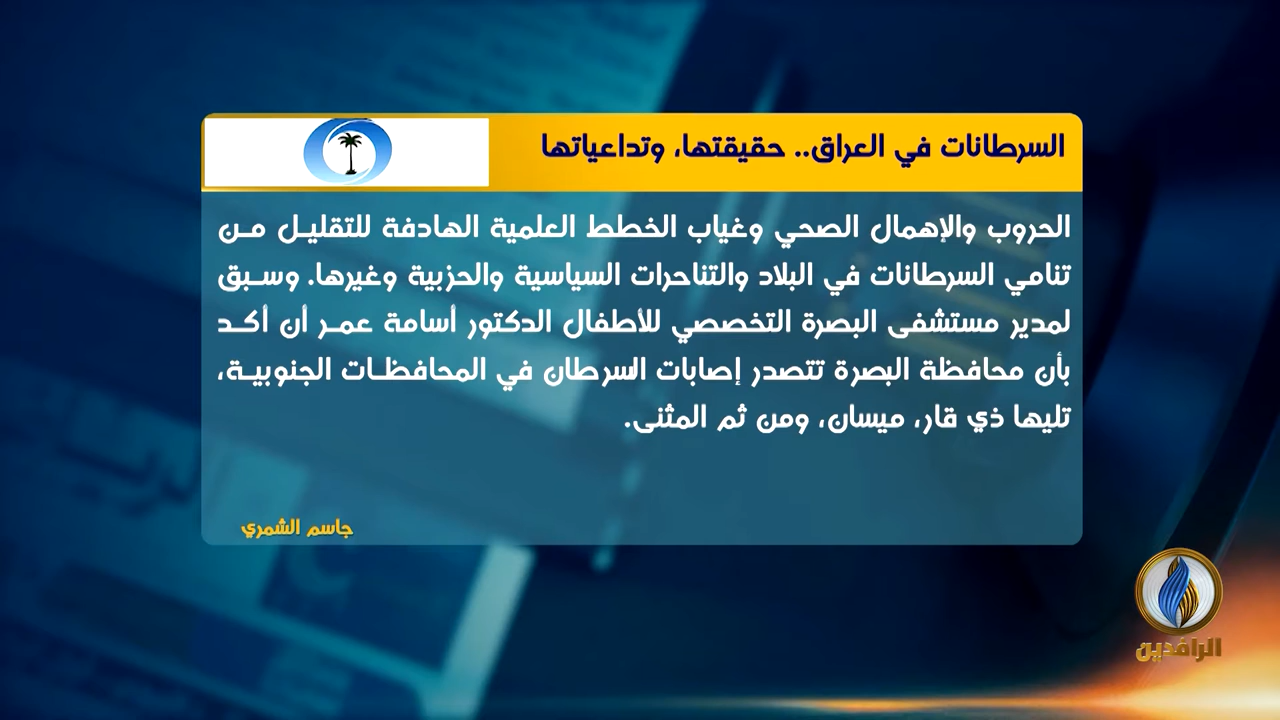 السرطانات في العراق.. حقيقتها، وتداعياتها
الحروب والإهمال الصحي وغياب الخطط العلمية الهادفة للتقليل من
تنامي السرطانات في البلاد والتناحرات السياسية والحزبية وغيرها. وسبق
لمدير مستشفى البصرة التخصصي للأطفال الدكتور أسامة عمر أن أكد
بأن محافظة البصرة تتصدر إصابات السرطان في المحافظات الجنوبية،
تليها ذي قار، ميسان، ومن ثم المثنى.
جاسم الشمري
الرافدين